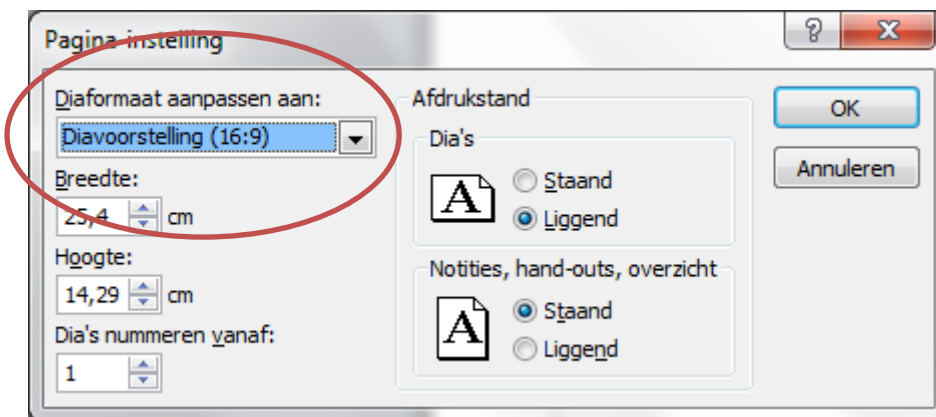 Pagina-instelling
Diaformaat aanpassen aan:
Diavoorstelling (16:9)
Breedte:
25,4 cm
Hoogte:
14,29 cm
Dia's nummeren vanaf:
1
Afdrukstand
Dia's
A
Staand
Liggend
Notities, hand-outs, overzicht
A
Staand
Liggend
?
X
OK
Annuleren